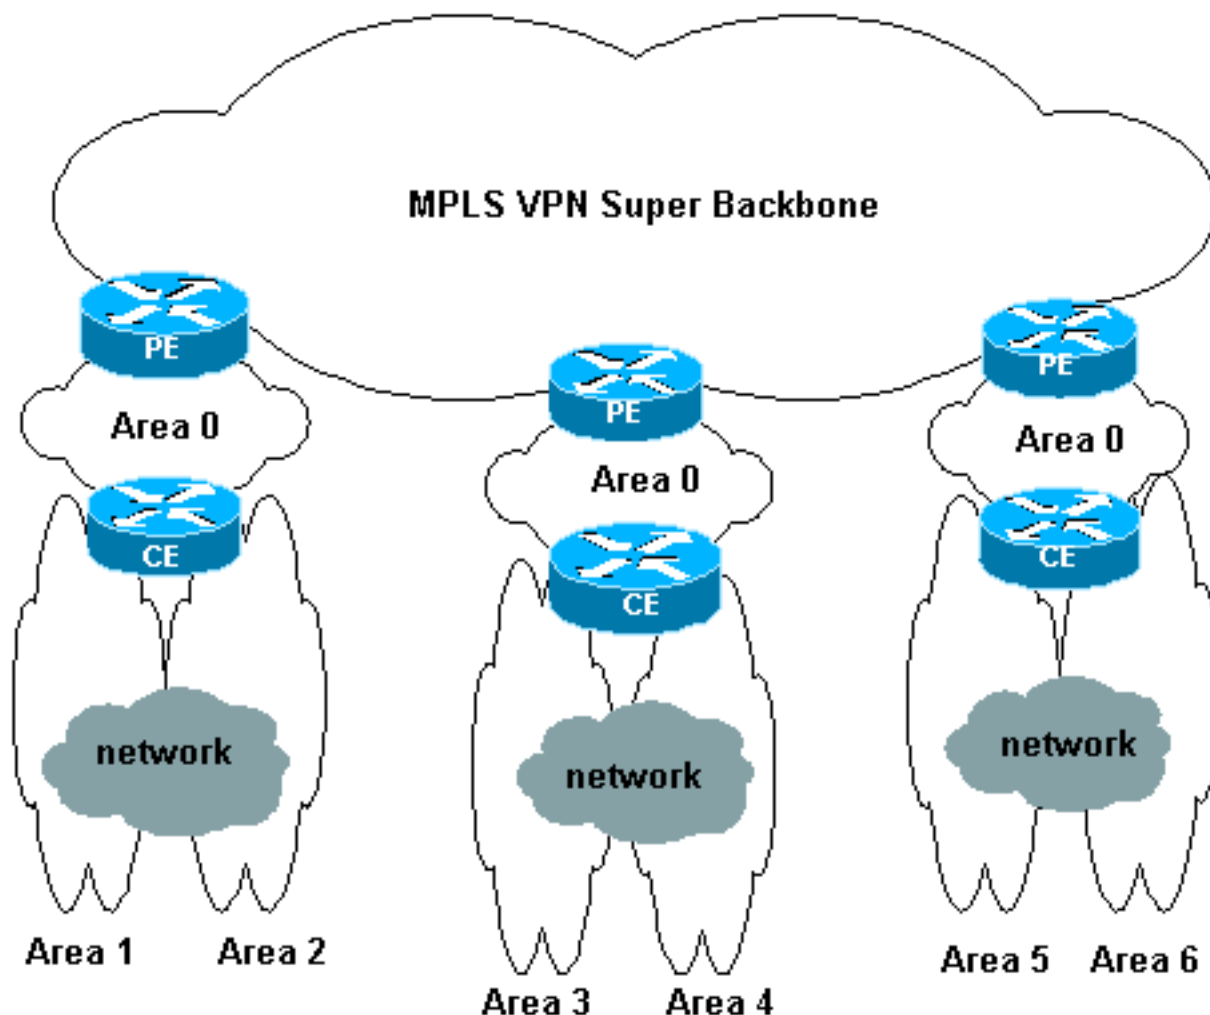 MPLS VPN Super Backbone
PE
PE
PE
Area 0
Area 0
Area 0
CE
CE
CE
network
network
network
Area 1
Area 2
Area 3
Area 4
Area 5
Area 6